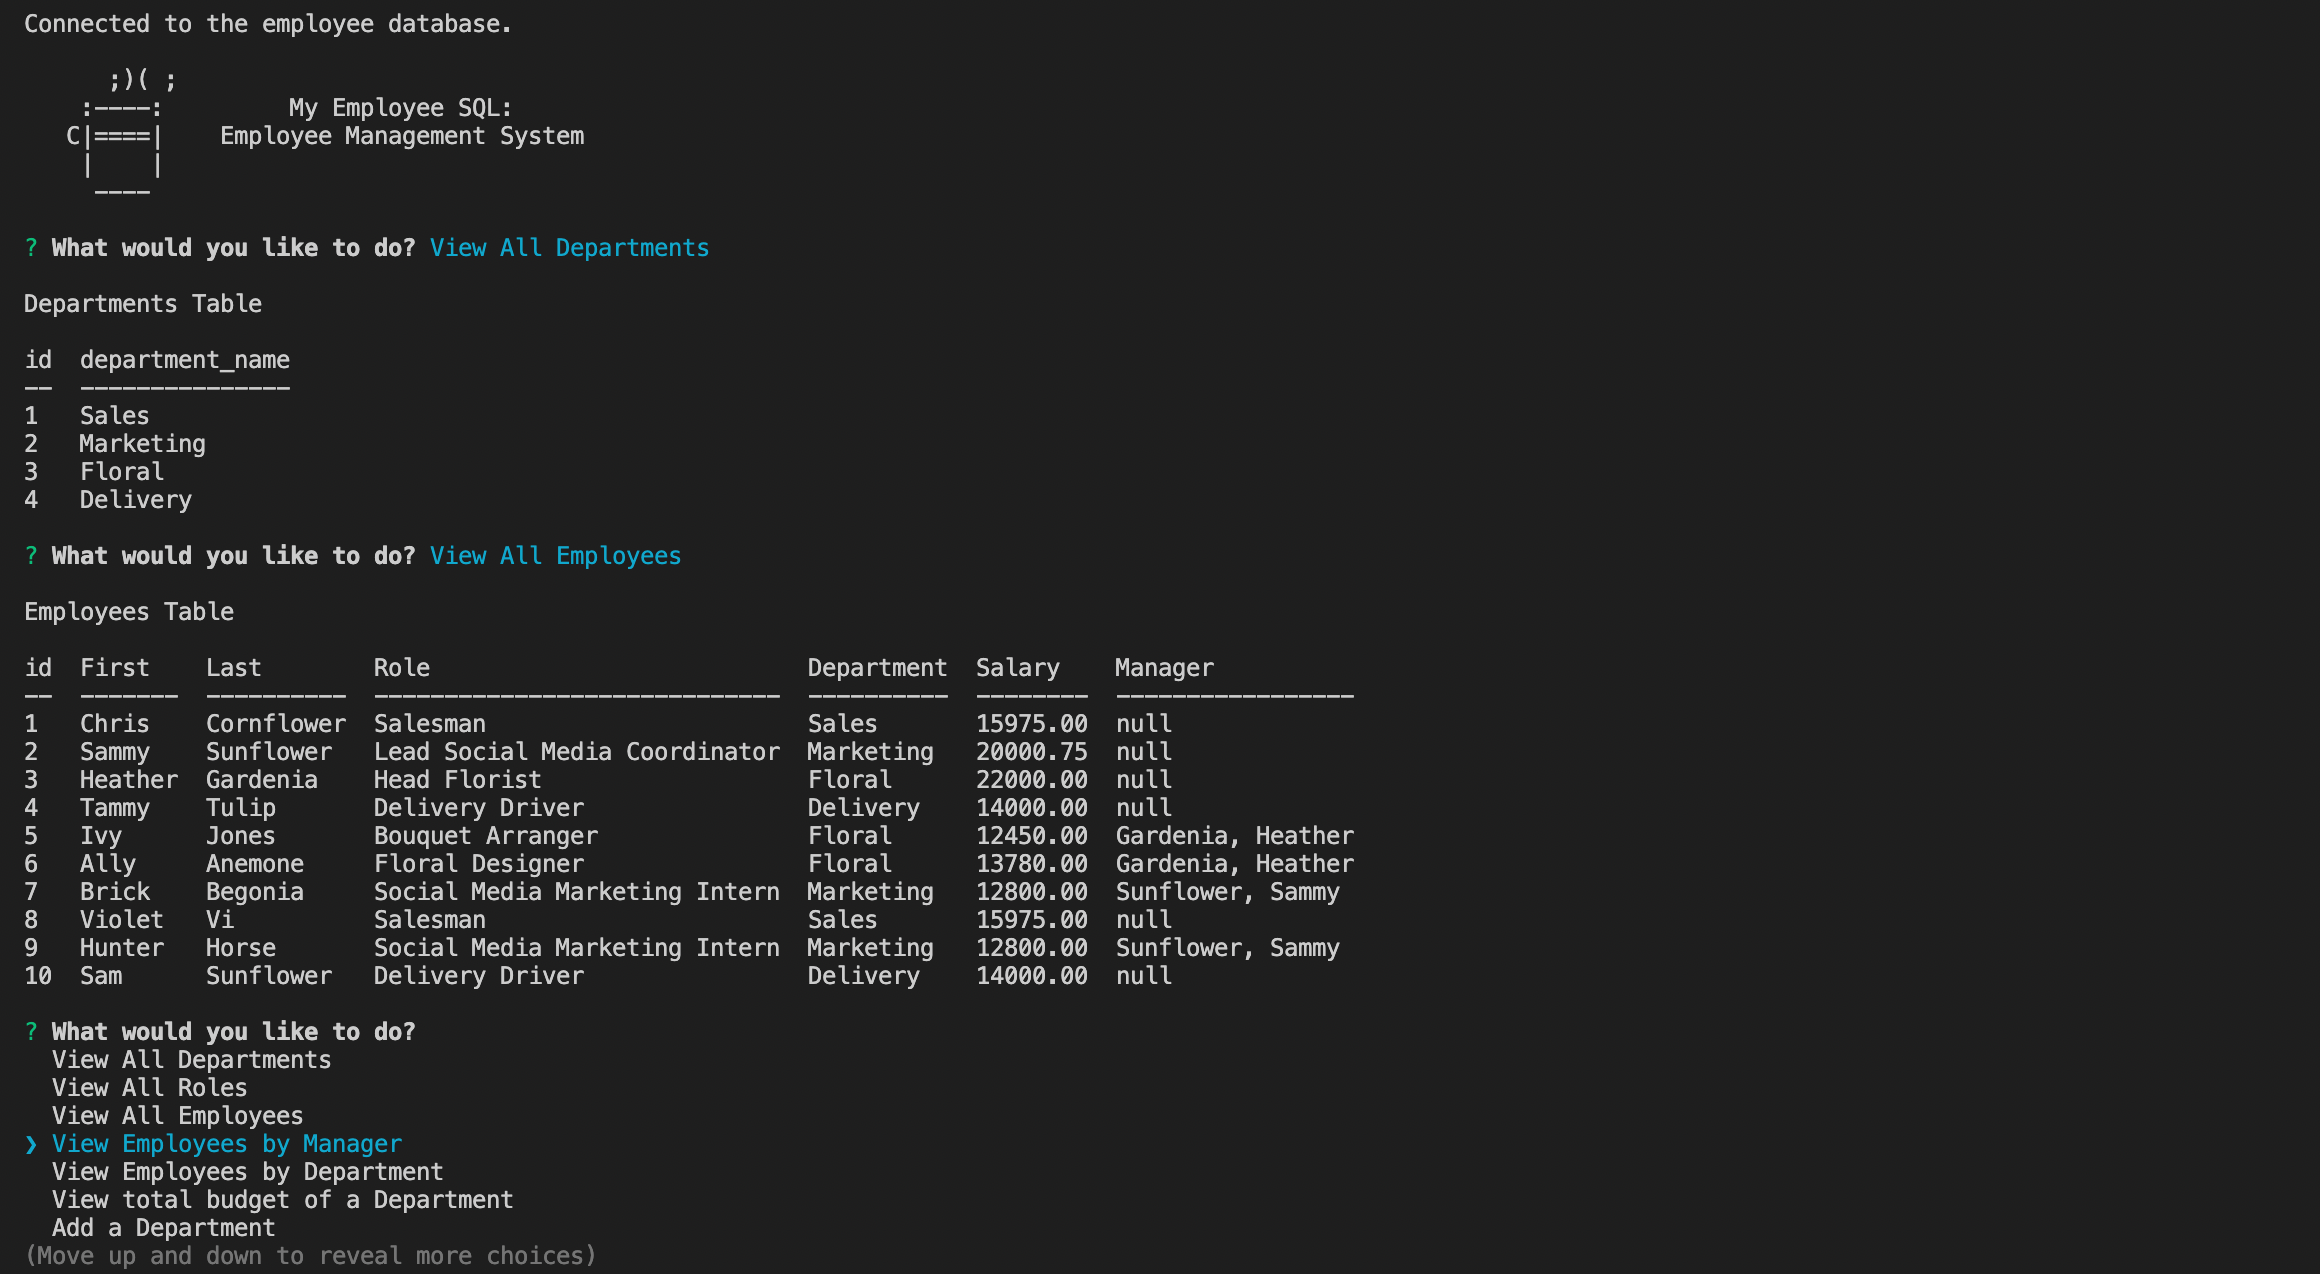 Connected to the employee database.
      ;)( ;
    :----:         My Employee SQL:
   C|====|    Employee Management System
    |    |
     ----
? What would you like to do? View All Departments
Departments Table
id  department_name
--  ---------------
1   Sales
2   Marketing
3   Floral
4   Delivery
? What would you like to do? View All Employees
Employees Table
id  First    Last        Role                           Department  Salary    Manager
--  -------  ----------  -----------------------------  ----------  --------  -----------------
1   Chris    Cornflower  Salesman                       Sales       15975.00  null
2   Sammy    Sunflower   Lead Social Media Coordinator  Marketing   20000.75  null
3   Heather  Gardenia    Head Florist                   Floral      22000.00  null
4   Tammy    Tulip       Delivery Driver                Delivery    14000.00  null
5   Ivy      Jones       Bouquet Arranger               Floral      12450.00  Gardenia, Heather
6   Ally     Anemone     Floral Designer                Floral      13780.00  Gardenia, Heather
7   Brick    Begonia     Social Media Marketing Intern  Marketing   12800.00  Sunflower, Sammy
8   Violet   Vi          Salesman                       Sales       15975.00  null
9   Hunter   Horse       Social Media Marketing Intern  Marketing   12800.00  Sunflower, Sammy
10  Sam      Sunflower   Delivery Driver                Delivery    14000.00  null
? What would you like to do?
  View All Departments
  View All Roles
  View All Employees
❯ View Employees by Manager
  View Employees by Department
  View total budget of a Department
  Add a Department
(Move up and down to reveal more choices)